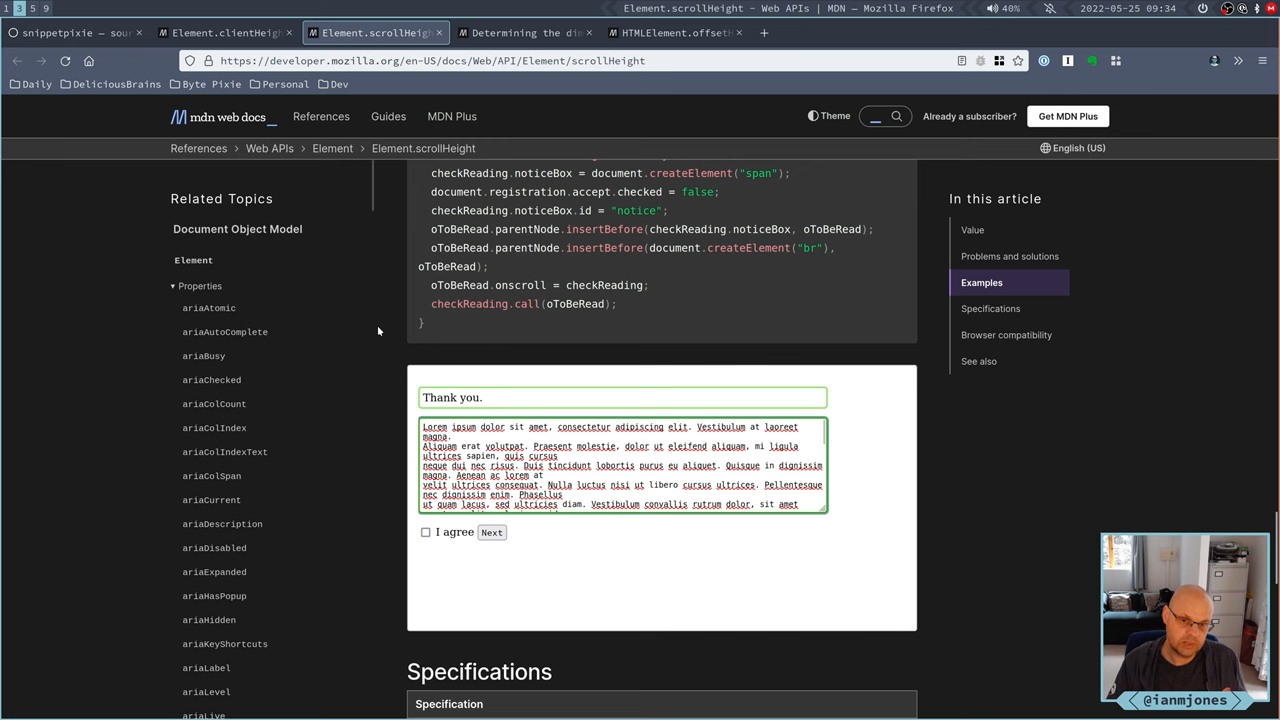 1 3 5 9
Element.scrollHeight - Web APIs | MDN — Mozilla Firefox
40%
2022-05-25 09:34
snippetpixie — sour
Element.clientHeigh
Element.scrollHeigh
Determining the dim
HTMLElement.offsetH
https://developer.mozilla.org/en-US/docs/Web/API/Element/scrollHeight
Daily
DeliciousBrains
Byte Pixie
Personal
Dev
mdn web docs_
References
Guides
MDN Plus
Theme
Already a subscriber?
Get MDN Plus
References
Web APIs
Element
Element.scrollHeight
English (US)
Related Topics
Document Object Model
Element
Properties
ariaAtomic
ariaAutoComplete
ariaBusy
ariaChecked
ariaColCount
ariaColIndex
ariaColIndexText
ariaColSpan
ariaCurrent
ariaDescription
ariaDisabled
ariaExpanded
ariaHasPopup
ariaHidden
ariaKeyShortcuts
ariaLabel
ariaLevel
ariaLive
checkReading.noticeBox = document.createElement("span");
document.registration.accept.checked = false;
checkReading.noticeBox.id = "notice";
oToBeRead.parentNode.insertBefore(checkReading.noticeBox, oToBeRead);
oToBeRead.parentNode.insertBefore(document.createElement("br"),
oToBeRead);
oToBeRead.onscroll = checkReading;
checkReading.call(oToBeRead);
}
Thank you.
Lorem ipsum dolor sit amet, consectetur adipiscing elit. Vestibulum at laoreet
magna.
Aliquam erat volutpat. Praesent molestie, dolor ut eleifend aliquam, mi ligula
ultrices sapien, quis cursus
neque dui nec risus. Duis tincidunt lobortis purus eu aliquet. Quisque in dignissim
magna. Aenean ac lorem at
velit ultrices consequat. Nulla luctus nisi ut libero cursus ultrices. Pellentesque
nec dignissim enim. Phasellus
ut quam lacus, sed ultricies diam. Vestibulum convallis rutrum dolor, sit amet
I agree
Next
Specifications
Specification
In this article
Value
Problems and solutions
Examples
Specifications
Browser compatibility
See also
@ianmjones